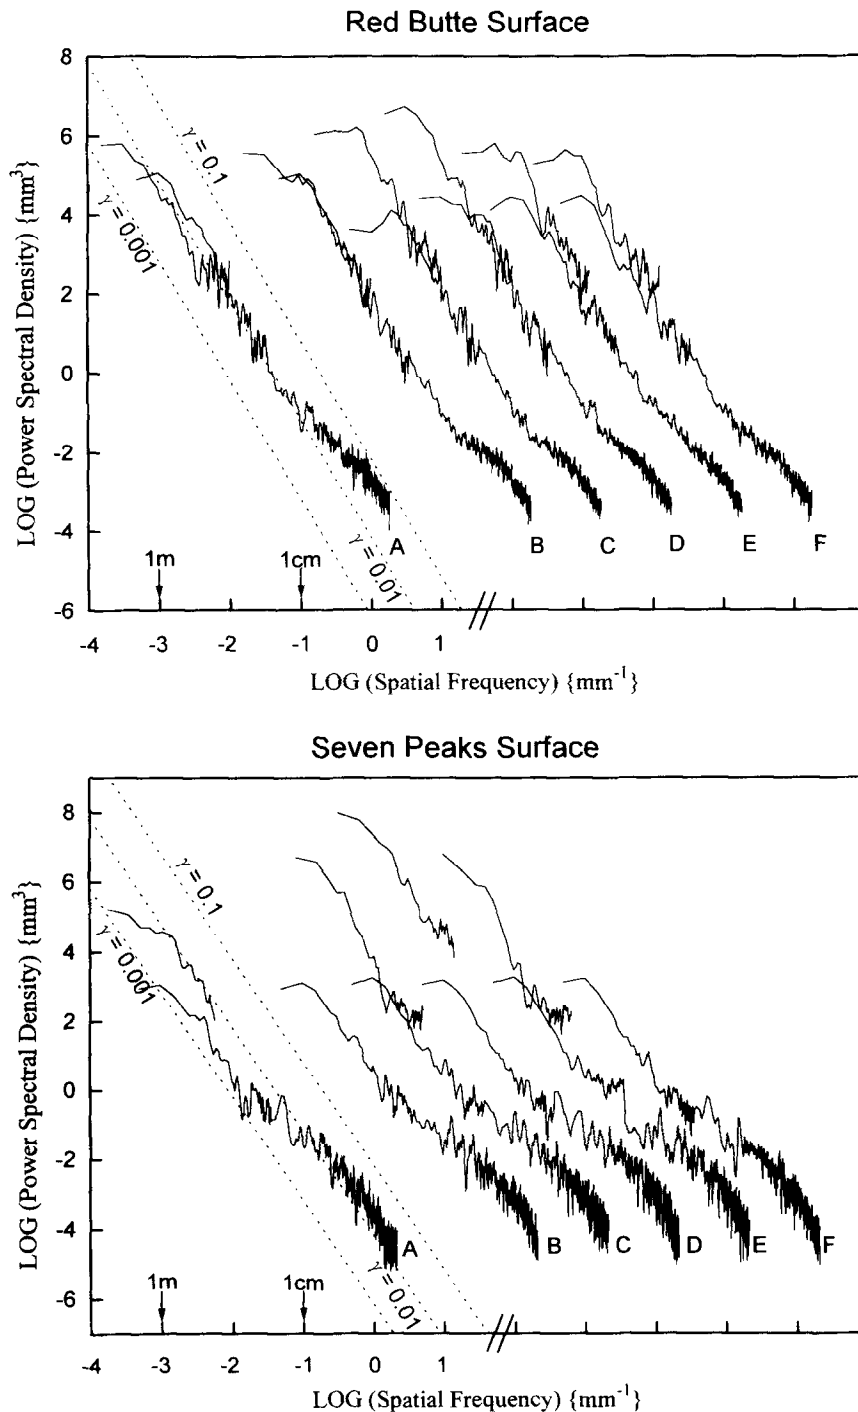 Red Butte Surface
LOG (Power Spectral Density) {mm³}
8
6
4
2
0
-2
-4
-6
γ = 0.1
γ = 0.001
γ = 0.01
1m
1cm
A
B
C
D
E
F
-4
-3
-2
-1
0
1
LOG (Spatial Frequency) {mm⁻¹}
Seven Peaks Surface
LOG (Power Spectral Density) {mm³}
8
6
4
2
0
-2
-4
-6
γ = 0.1
γ = 0.001
γ = 0.01
1m
1cm
A
B
C
D
E
F
-4
-3
-2
-1
0
1
LOG (Spatial Frequency) {mm⁻¹}